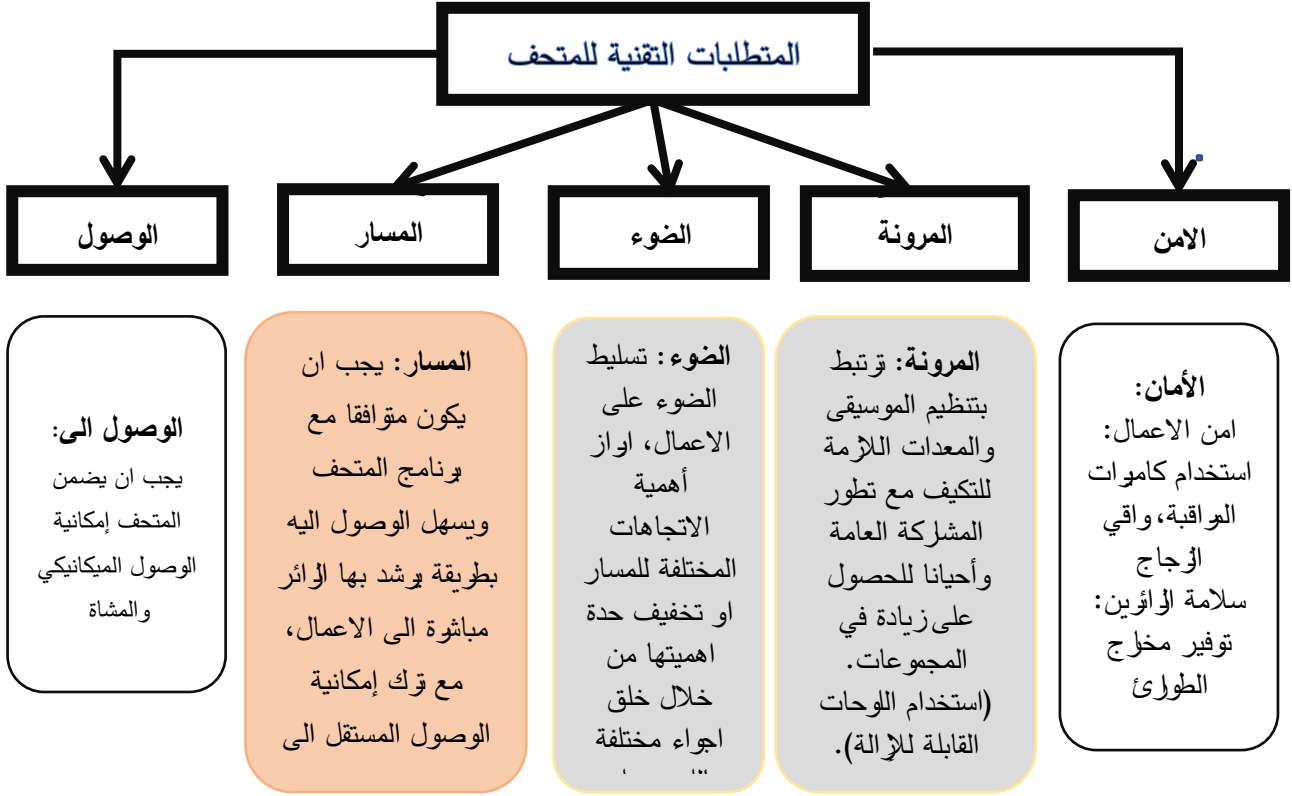 المتطلبات التقنية للمتحف
الامن
المرونة
الضوء
المسار
الوصول
الأمان:
امن الاعمال:
استخدام كاميرات
المراقبة، واقي
الزجاج
سلامة الزائرين:
توفير مخارج
الطوارئ
المرونة: ترتبط
بتنظيم الموسيقى
والمعدات اللازمة
للتكيف مع تطور
المشاركة العامة
وأحيانا للحصول
على زيادة في
المجموعات.
(استخدام اللوحات
القابلة للإزالة).
الضوء: تسليط
الضوء على
الاعمال، ابراز
أهمية
الاتجاهات
المختلفة للمسار
او تخفيف حدة
اهميتها من
خلال خلق
اجواء مختلفة
المسار: يجب ان
يكون متوافقا مع
برنامج المتحف
ويسهل الوصول اليه
بطريقة يرشد بها الزائر
مباشرة الى الاعمال،
مع ترك إمكانية
الوصول المستقل الى
الوصول الى:
يجب ان يضمن
المتحف إمكانية
الوصول الميكانيكي
والمشاة